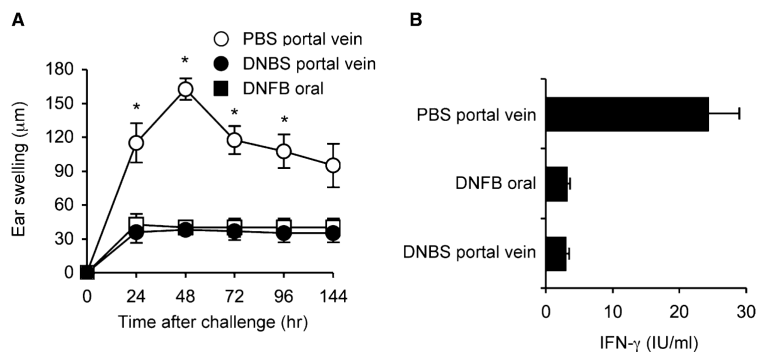 A
PBS portal vein
DNBS portal vein
DNFB oral
180
150
120
90
60
30
0
Ear swelling (μm)
*
*
*
*
0 24 48 72 96 144
Time after challenge (hr)
B
PBS portal vein
DNFB oral
DNBS portal vein
0 10 20 30
IFN-γ (IU/ml)